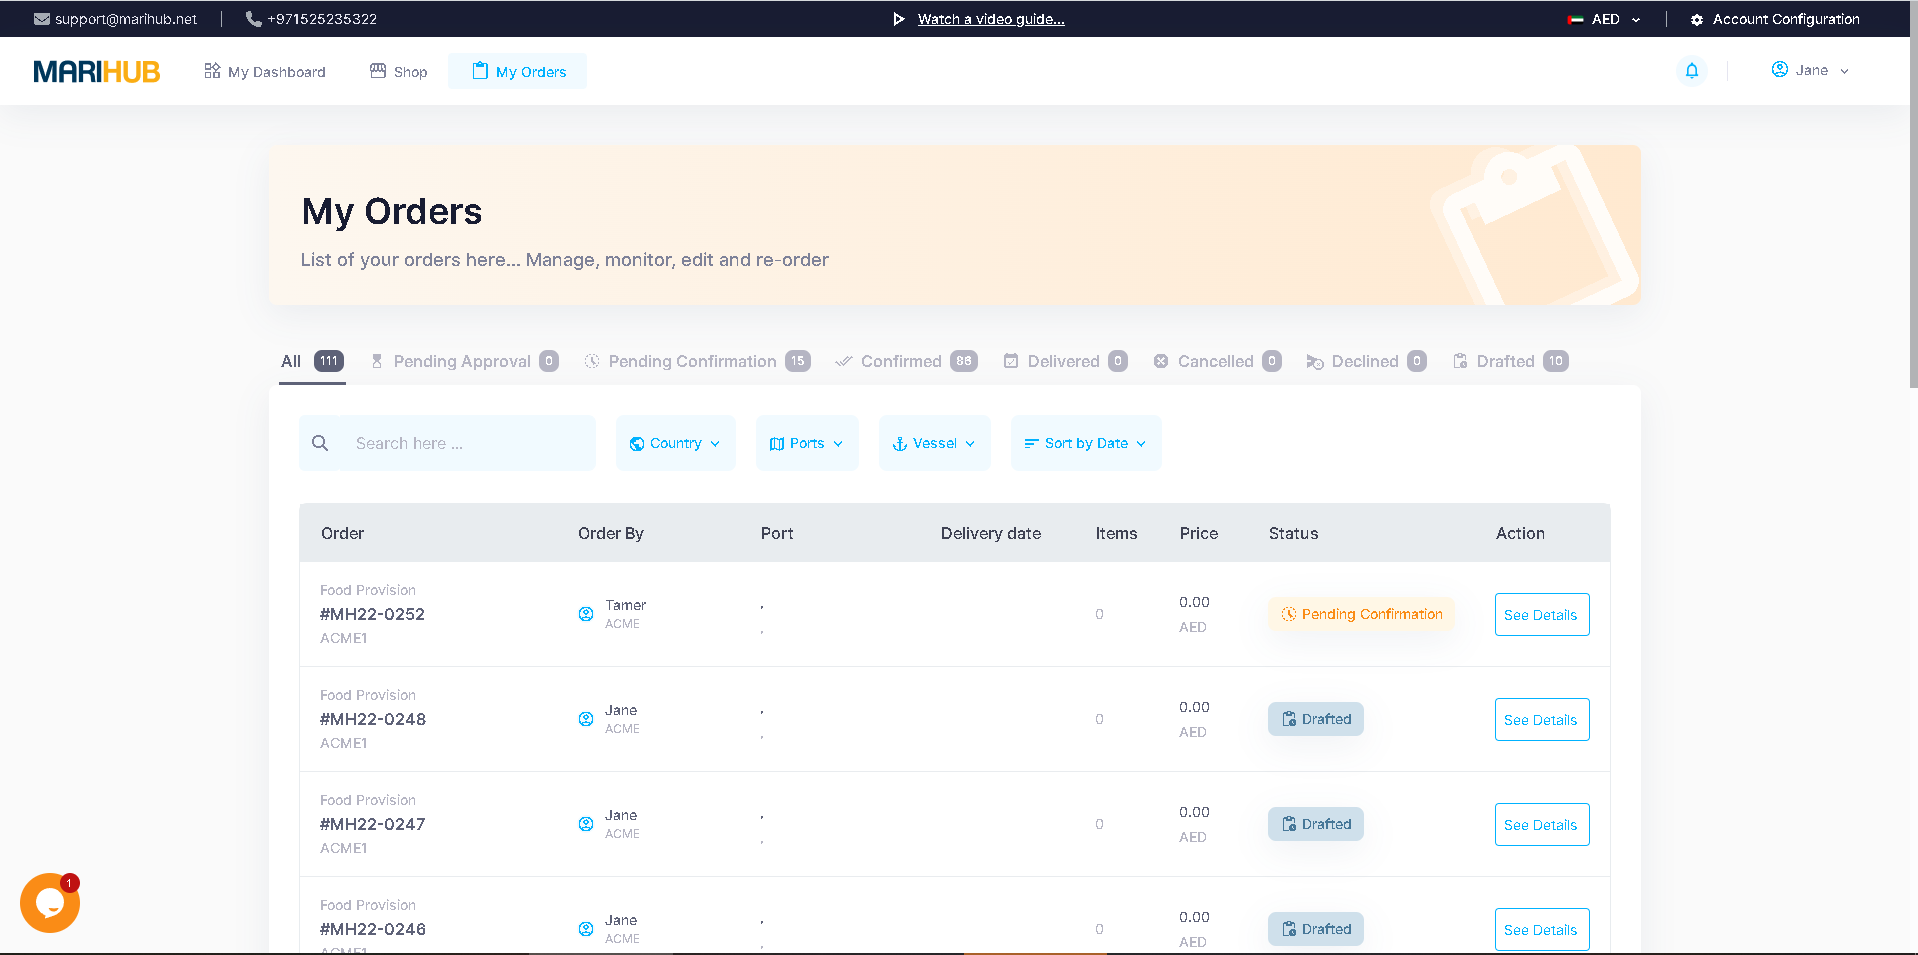 support@marihub.net
+971525235322
Watch a video guide...
AED
Account Configuration
MARIHUB
My Dashboard
Shop
My Orders
Jane
My Orders
List of your orders here... Manage, monitor, edit and re-order
All 111
Pending Approval 0
Pending Confirmation 15
Confirmed 86
Delivered 0
Cancelled 0
Declined 0
Drafted 10
Search here ...
Country
Ports
Vessel
Sort by Date
Order
Order By
Port
Delivery date
Items
Price
Status
Action
Food Provision
#MH22-0252
ACME1
Tamer
ACME
,
,
0
0.00
AED
Pending Confirmation
See Details
Food Provision
#MH22-0248
ACME1
Jane
ACME
,
,
0
0.00
AED
Drafted
See Details
Food Provision
#MH22-0247
ACME1
Jane
ACME
,
,
0
0.00
AED
Drafted
See Details
Food Provision
#MH22-0246
ACME1
Jane
ACME
,
,
0
0.00
AED
Drafted
See Details
1